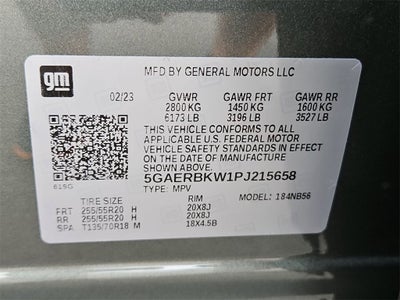 gm
MFD BY GENERAL MOTORS LLC
02/23 GVWR GAWR FRT GAWR RR
2800 KG 1450 KG 1600 KG
6173 LB 3196 LB 3527 LB
THIS VEHICLE CONFORMS TO ALL
APPLICABLE U.S. FEDERAL MOTOR
VEHICLE SAFETY STANDARDS IN EFFECT
ON THE DATE OF MANUFACTURE SHOWN ABOVE.
5GAERBKW1PJ215658
619G TYPE: MPV
TIRE SIZE RIM MODEL: 184NB56
FRT 255/55R20 H 20X8J
RR 255/55R20 H 20X8J
SPA T135/70R18 M 18X4.5B